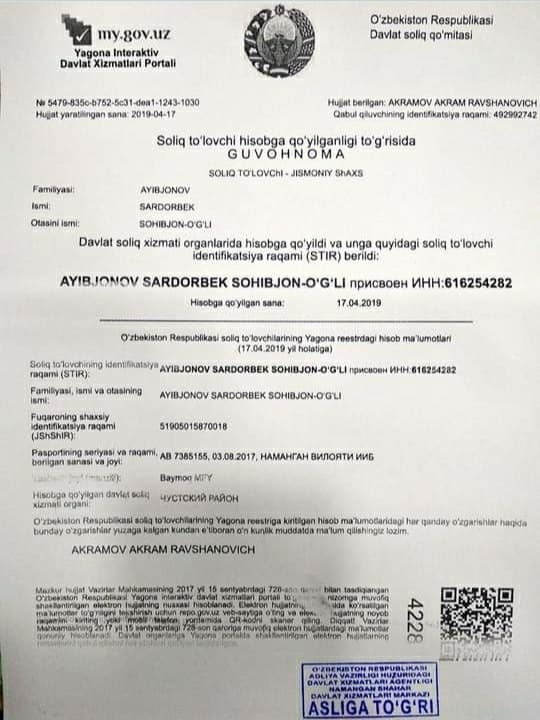 my.gov.uz
Yagona Interaktiv
Davlat Xizmatlari Portali
O'zbekiston Respublikasi
Davlat soliq qo'mitasi
№ 5479-835c-b752-5c31-dea1-1243-1030
Hujjat yaratilingan sana: 2019-04-17
Hujjat berilgan: AKRAMOV AKRAM RAVSHANOVICH
Qabul qiluvchining identifikatsiya raqami: 492992742
Soliq to'lovchi hisobga qo'yilganligi to'g'risida
GUVOHNOMA
SOLIQ TO'LOVCHI - JISMONIY ShAXS
Familiyasi: AYIBJONOV
Ismi: SARDORBEK
Otasini ismi: SOHIBJON-O'G'LI
Davlat soliq xizmati organlarida hisobga qo'yildi va unga quyidagi soliq to'lovchi
identifikatsiya raqami (STIR) berildi:
AYIBJONOV SARDORBEK SOHIBJON-O'G'LI присвоен ИНН:616254282
Hisobga qo'yilgan sana: 17.04.2019
O'zbekiston Respublikasi soliq to'lovchilarining Yagona reestrdagi hisob ma'lumotlari
(17.04.2019 yil holatiga)
Soliq to'lovchining identifikatsiya
raqami (STIR): AYIBJONOV SARDORBEK SOHIBJON-O'G'LI присвоен ИНН:616254282
Familiyasi, ismi va otasining
ismi: AYIBJONOV SARDORBEK SOHIBJON-O'G'LI
Fuqaroning shaxsiy
identifikatsiya raqami
(JShShIR): 51905015870018
Pasportining seriyasi va raqami,
berilgan sanasi va joyi: AB 7385155, 03.08.2017, НАМАНГАН ВИЛОЯТИ ИИБ
Baymoq
Hisobga qo'yilgan davlat soliq
xizmati organi: ЧУСТСКИЙ РАЙОН
O'zbekiston Respublikasi soliq to'lovchilarining Yagona reestriga kiritilgan hisob ma'lumotlaridagi har qanday o'zgarishlar haqida
bunday o'zgarishlar yuzaga kelgan kundan e'tiboran o'n kunlik muddatda ma'lum qilishingiz lozim.
AKRAMOV AKRAM RAVSHANOVICH
Mazkur hujjat Vazirlar Mahkamasining 2017 yil 15 sentyabrdagi 728-son bilan tasdiqlangan
O'zbekiston Respublikasi Yagona interaktiv davlat xizmatlari portali nizomga muvofiq
shakllantirilgan elektron hujjatning nusxasi hisoblanadi. Elektron hujjatning da ko'rsatilgan
ma'lumotlar to'g'riligini tekshirish uchun repo.gov.uz veb-saytiga o'ting va elektron
raqamini kiriting yoki mobil telefon yordamida QR-kodni skaner qiling. Diqqat! Vazirlar
Mahkamasining 2017 yil 15 sentyabrdagi 728-son qaroriga muvofiq elektron hujjatlardagi ma'lumotlar
qonuniy hisoblanadi. Davlat organlariga Yagona portalda shakllantirilgan elektron hujjatlarning
4228
O'ZBEKISTON RESPUBLIKASI
ADLIYA VAZIRLIGI HUZURIDAGI
DAVLAT XIZMATLARI AGENTLIGI
NAMANGAN SHAHAR
DAVLAT XIZMATLARI MARKAZI
ASLIGA TO'G'RI